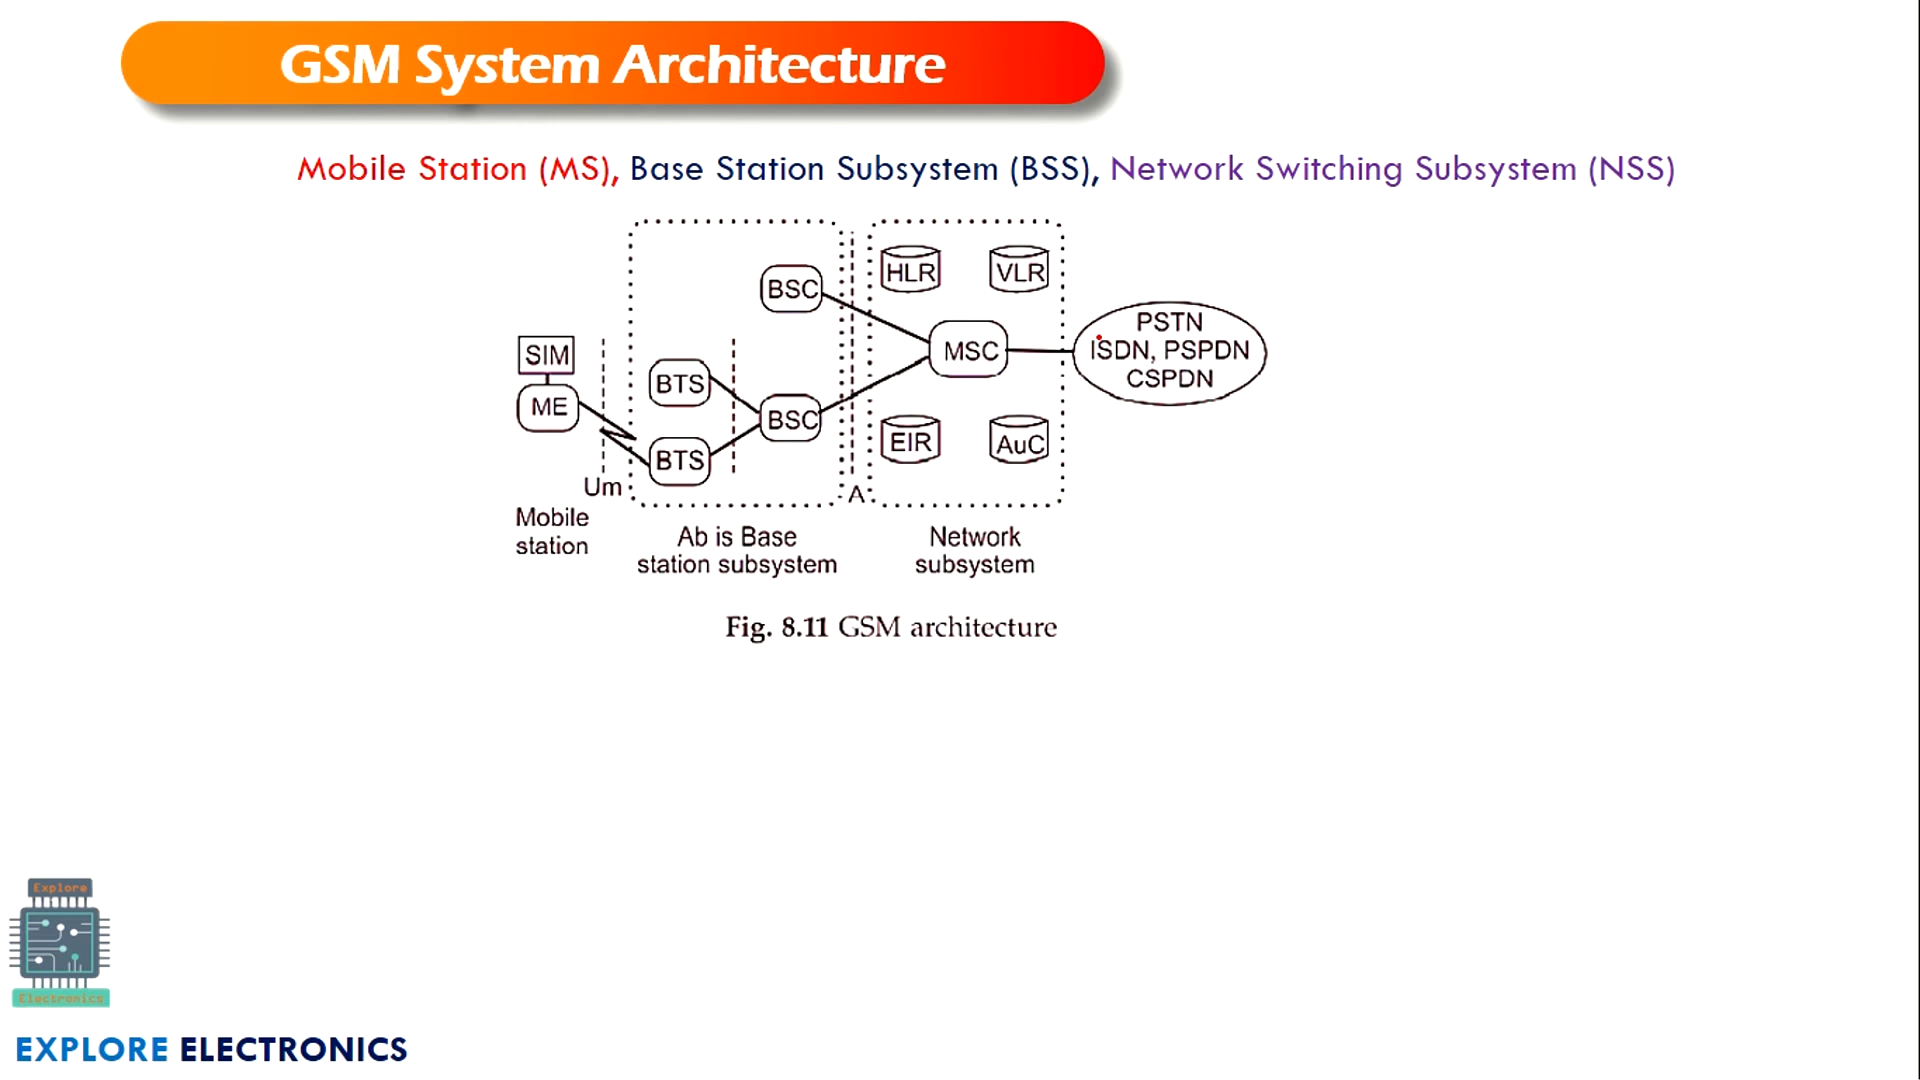 GSM System Architecture
Mobile Station (MS), Base Station Subsystem (BSS), Network Switching Subsystem (NSS)
HLR
VLR
BSC
PSTN
ISDN, PSPDN
CSPDN
MSC
SIM
ME
BTS
BSC
BTS
EIR
AuC
Um
A
Mobile
station
Ab is Base
station subsystem
Network
subsystem
Fig. 8.11 GSM architecture
Explore
Electronics
EXPLORE ELECTRONICS